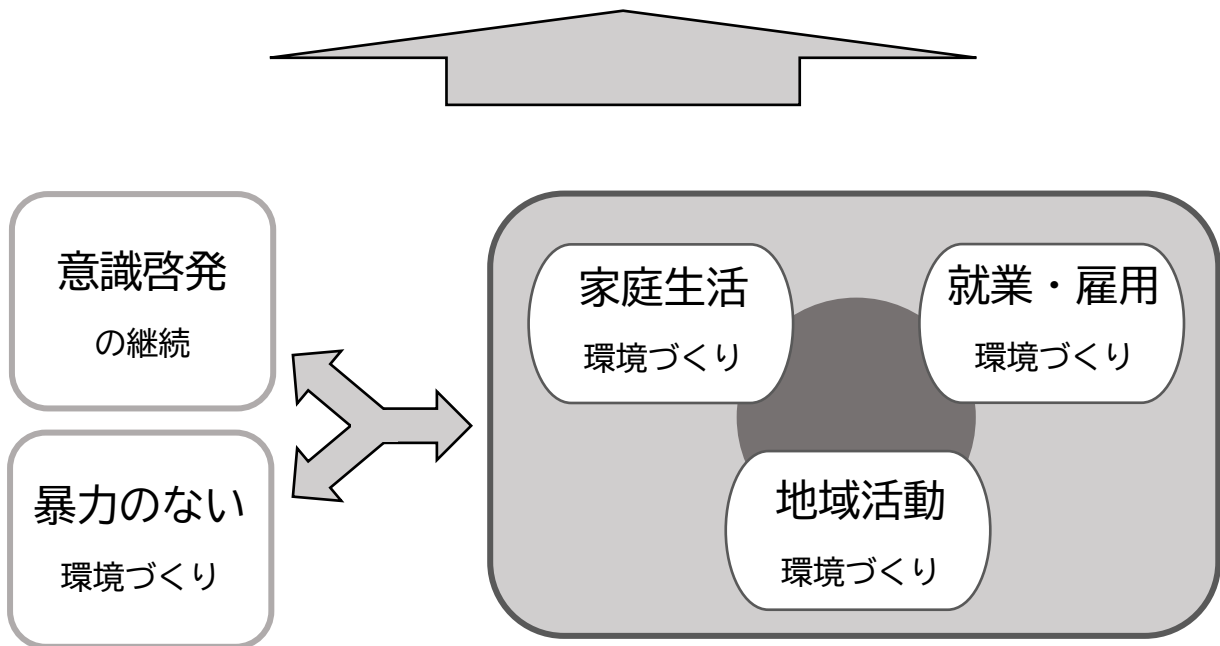 意識啓発
の継続
暴力のない
環境づくり
家庭生活
環境づくり
就業・雇用
環境づくり
地域活動
環境づくり